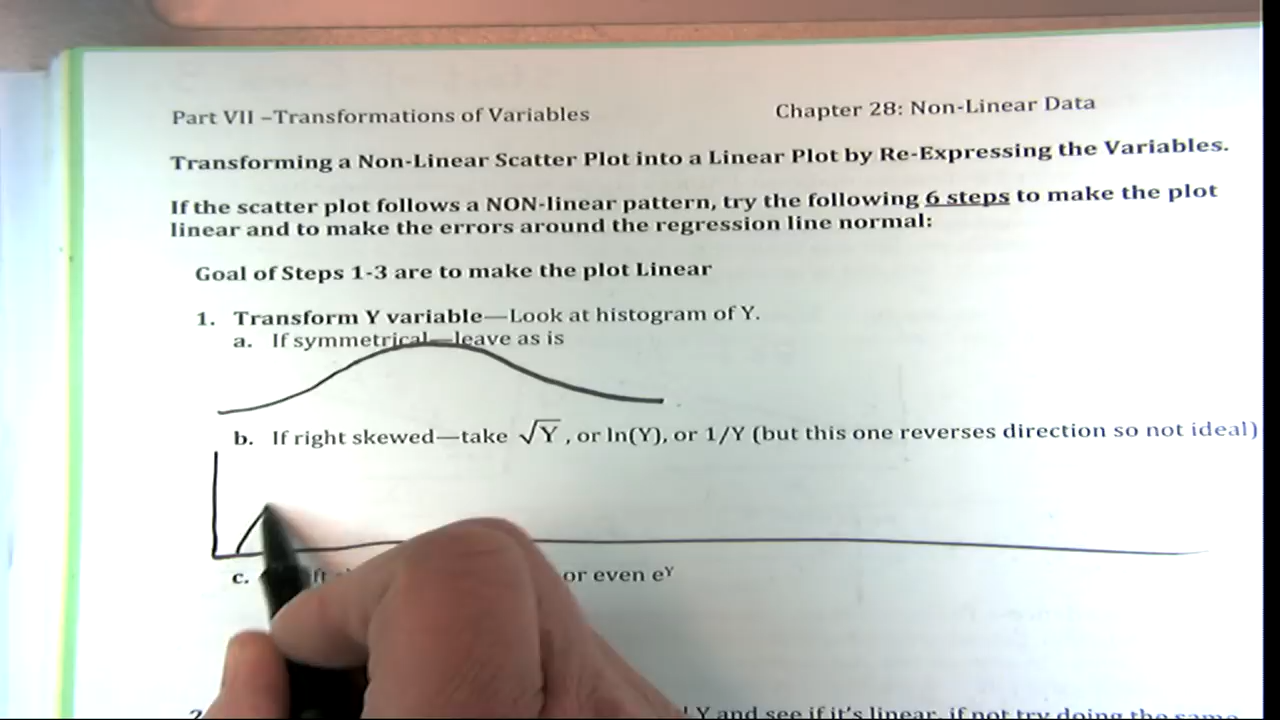 Part VII –Transformations of Variables Chapter 28: Non-Linear Data
Transforming a Non-Linear Scatter Plot into a Linear Plot by Re-Expressing the Variables.
If the scatter plot follows a NON-linear pattern, try the following 6 steps to make the plot
linear and to make the errors around the regression line normal:
Goal of Steps 1-3 are to make the plot Linear
1. Transform Y variable—Look at histogram of Y.
a. If symmetrical—leave as is
b. If right skewed—take √Y, or ln(Y), or 1/Y (but this one reverses direction so not ideal)
c. or even eʸ
Y and see if it's linear, if not try doing the same